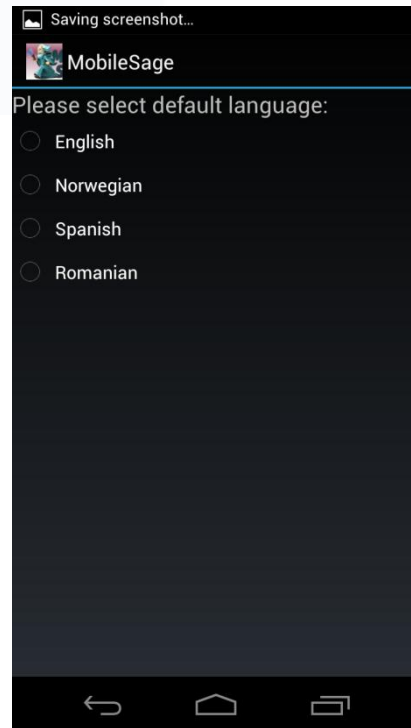 Saving screenshot...
MobileSage
Please select default language:
English
Norwegian
Spanish
Romanian